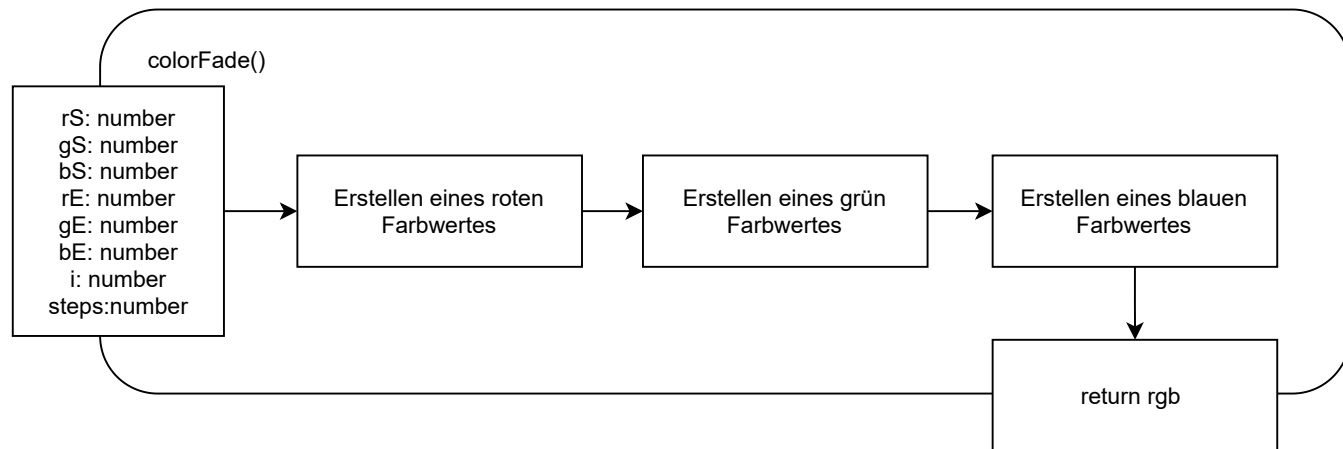 colorFade()
rS: number
gS: number
bS: number
rE: number
gE: number
bE: number
i: number
steps:number
Erstellen eines roten
Farbwertes
Erstellen eines grün
Farbwertes
Erstellen eines blauen
Farbwertes
return rgb